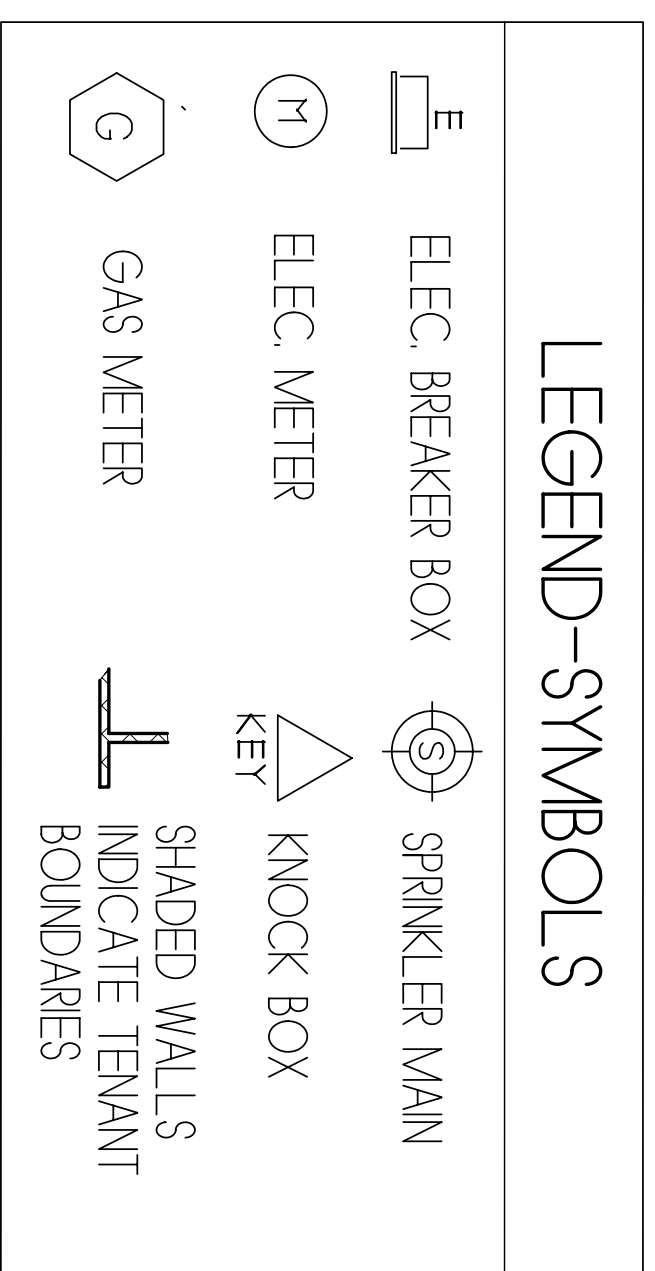 LEGEND-SYMBOLS
E ELEC. BREAKER BOX
S SPRINKLER MAIN
M ELEC. METER
KEY KNOCK BOX
G GAS METER
SHADED WALLS
INDICATE TENANT
BOUNDARIES